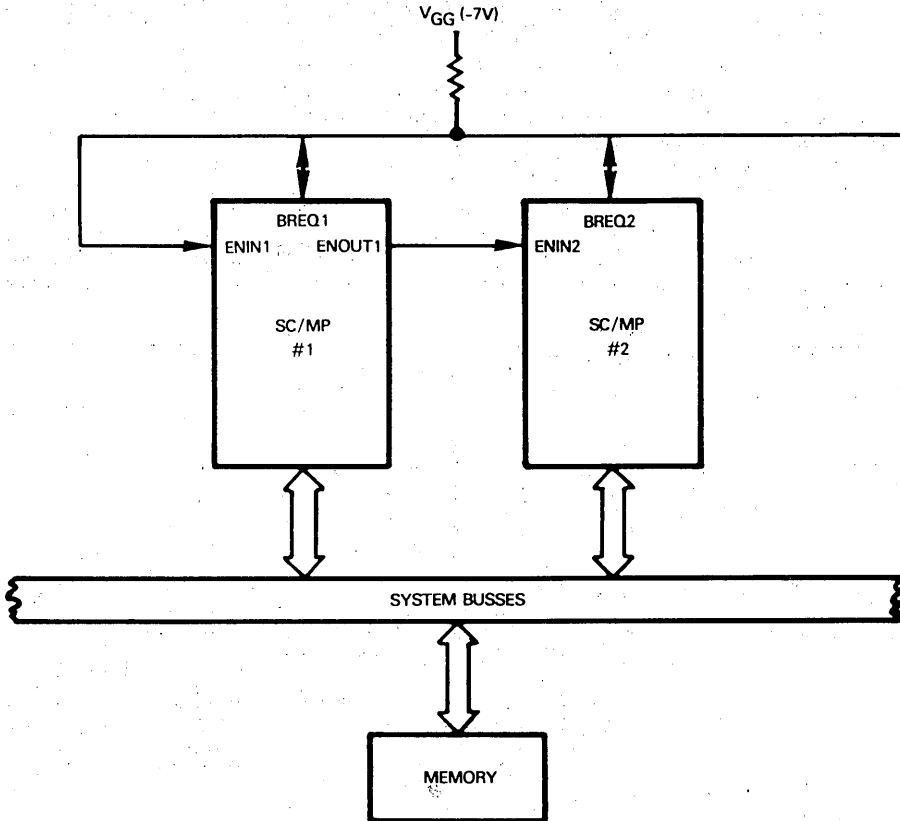 VGG (-7V)
BREQ1
BREQ2
ENIN1 ENOUT1
ENIN2
SC/MP
#1
SC/MP
#2
SYSTEM BUSSES
MEMORY